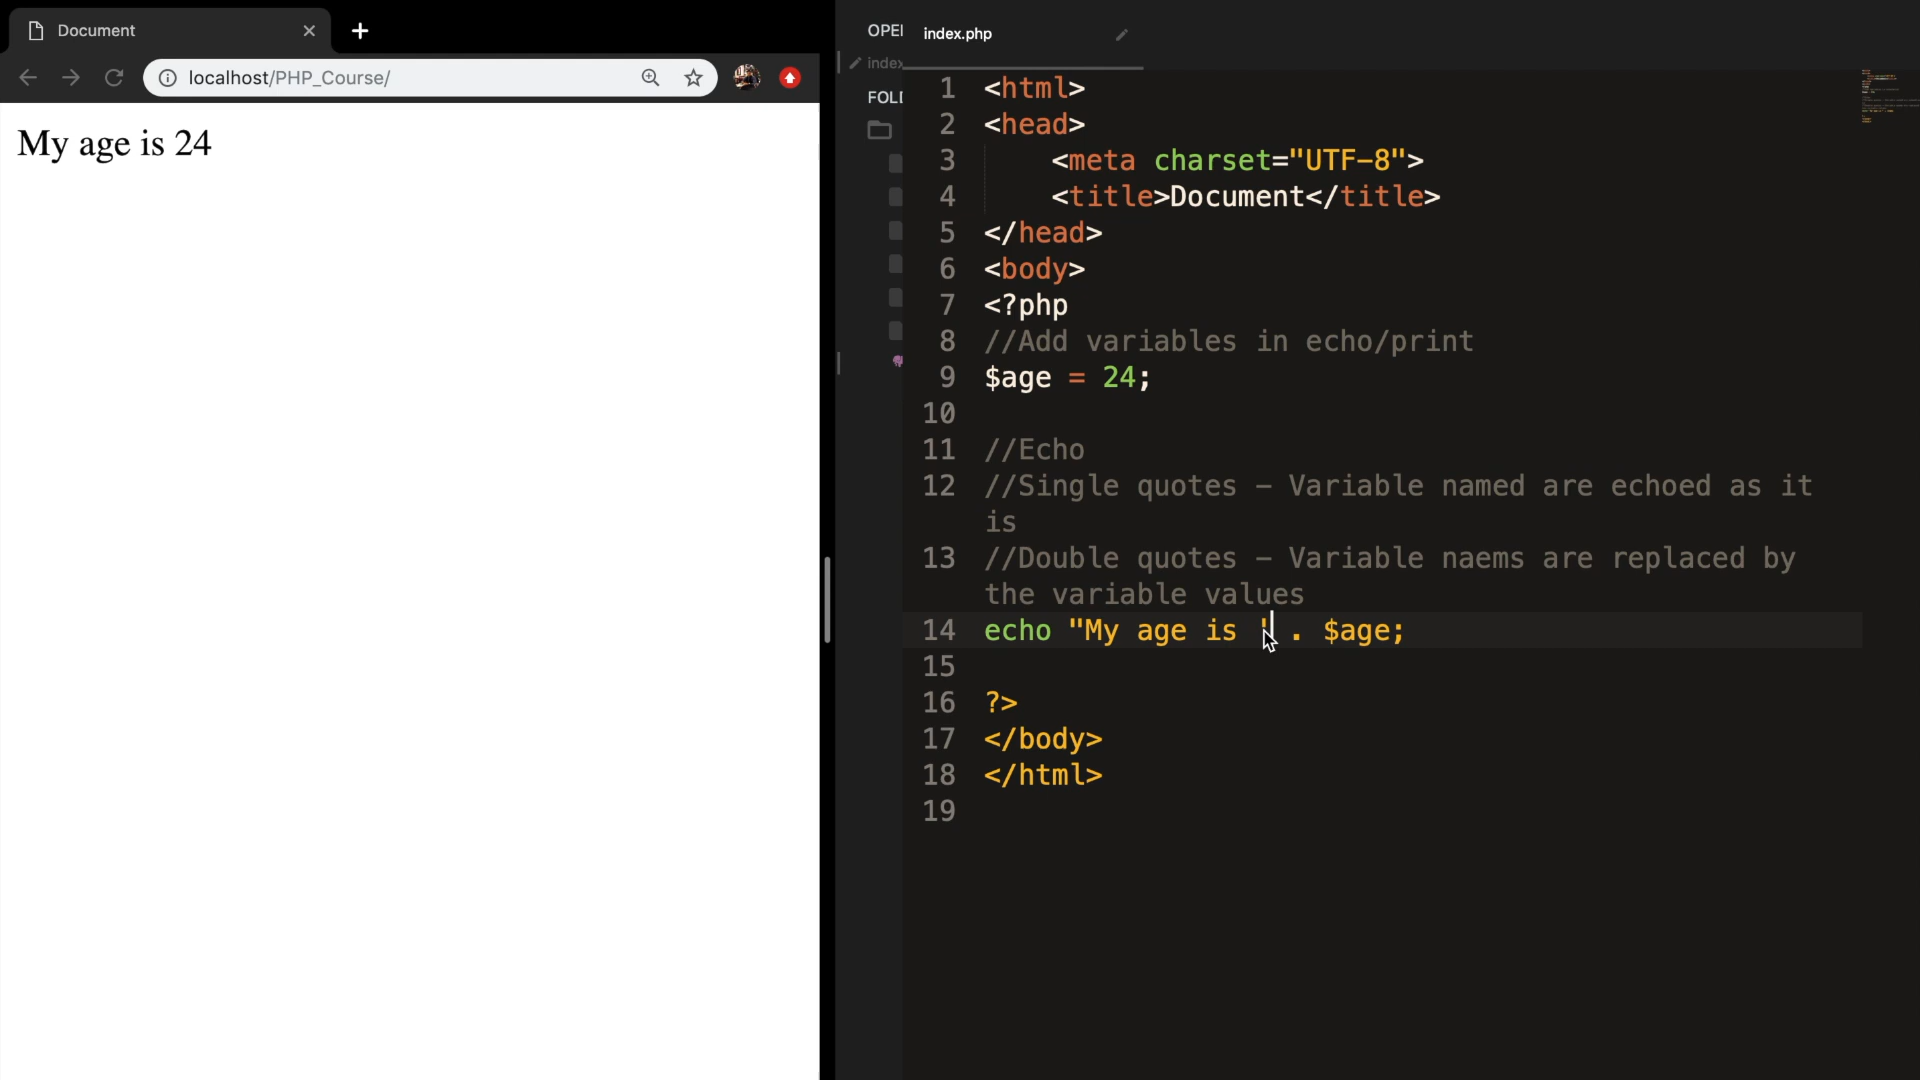 Document
localhost/PHP_Course/
My age is 24
OPEN
index
FOLD
index.php
1 <html>
2 <head>
3 <meta charset="UTF-8">
4 <title>Document</title>
5 </head>
6 <body>
7 <?php
8 //Add variables in echo/print
9 $age = 24;
10
11 //Echo
12 //Single quotes – Variable named are echoed as it
is
13 //Double quotes – Variable naems are replaced by
the variable values
14 echo "My age is ' . $age;
15
16 ?>
17 </body>
18 </html>
19